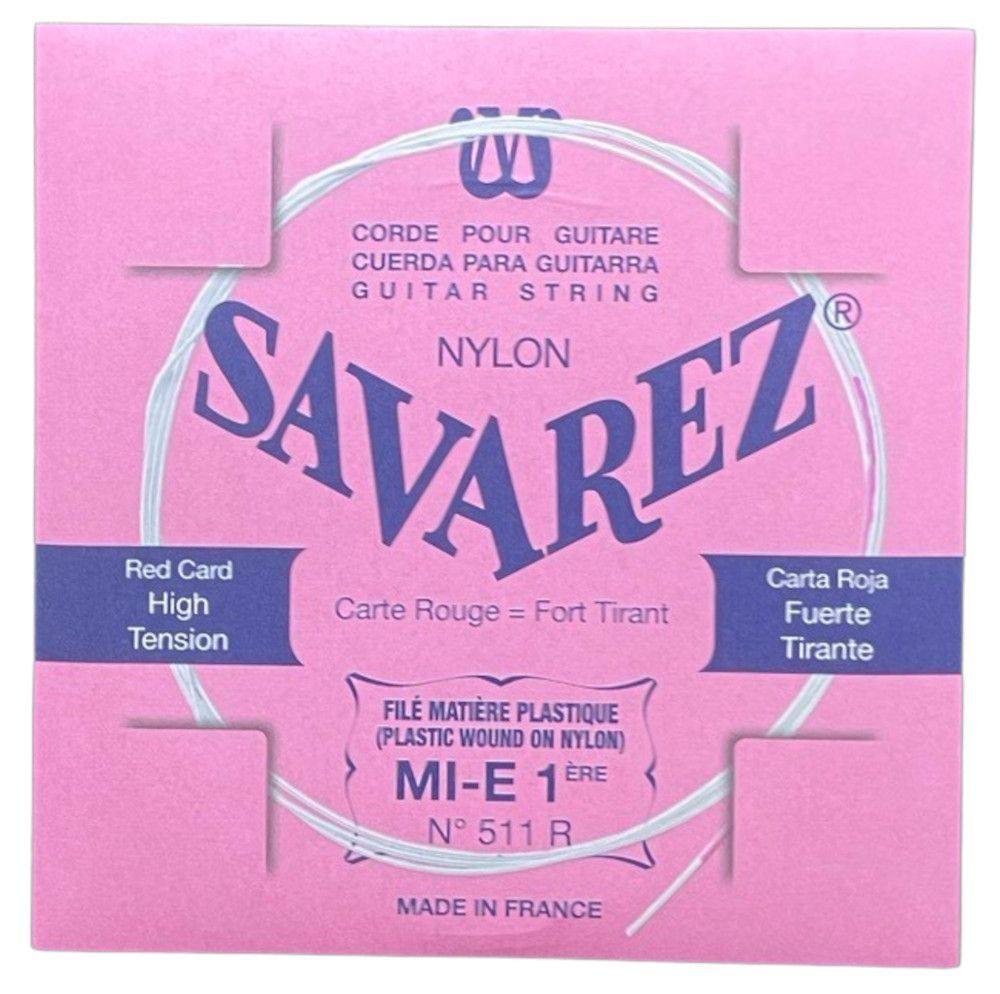 CORDE POUR GUITARE
CUERDA PARA GUITARRA
GUITAR STRING
NYLON
SAVAREZ®
Red Card
High
Tension
Carte Rouge = Fort Tirant
Carta Roja
Fuerte
Tirante
FILÉ MATIÈRE PLASTIQUE
(PLASTIC WOUND ON NYLON)
MI-E 1ÈRE
N° 511 R
MADE IN FRANCE